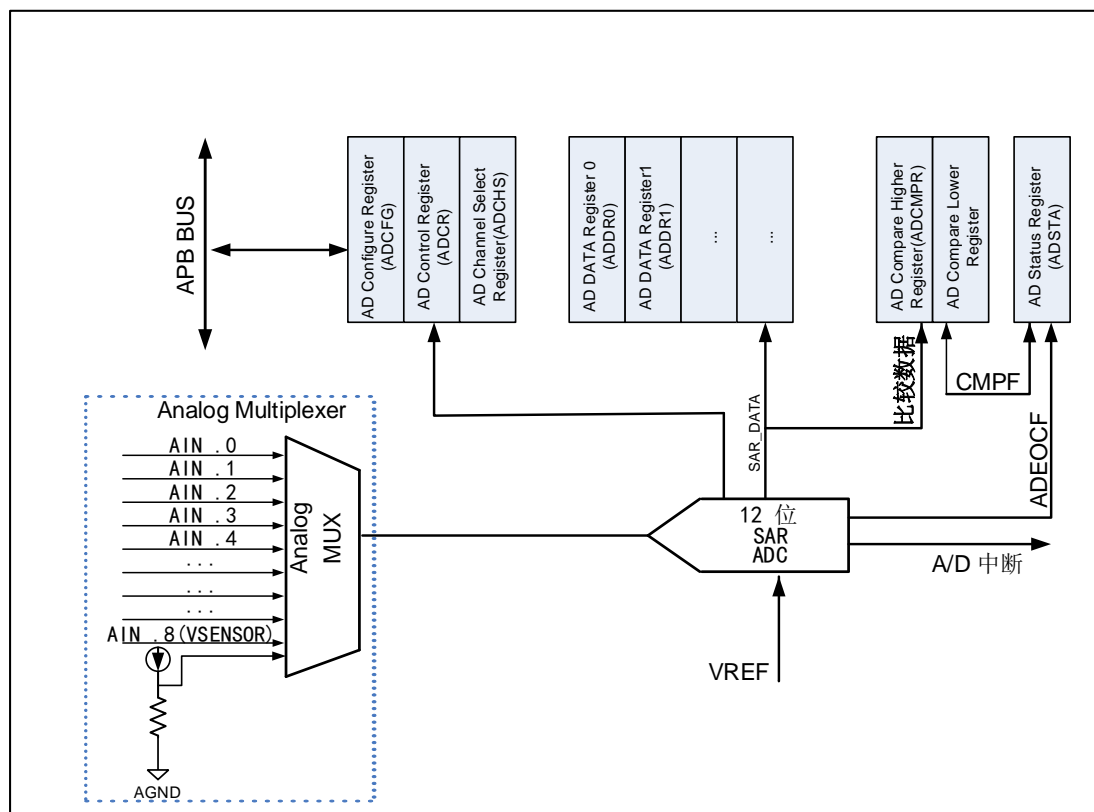 APB BUS
AD Configure Register
(ADCFG)
AD Control Register
(ADCR)
AD Channel Select
Register(ADCHS)
AD DATA Register 0
(ADDR0)
AD DATA Register1
(ADDR1)
...
...
AD Compare Higher
Register(ADCMPR)
AD Compare Lower
Register
AD Status Register
(ADSTA)
比较数据
CMPF
ADEOCF
SAR_DATA
Analog Multiplexer
AIN .0
AIN .1
AIN .2
AIN .3
AIN .4
...
...
...
AIN .8(VSENSOR)
Analog
MUX
AGND
12 位
SAR
ADC
A/D 中断
VREF